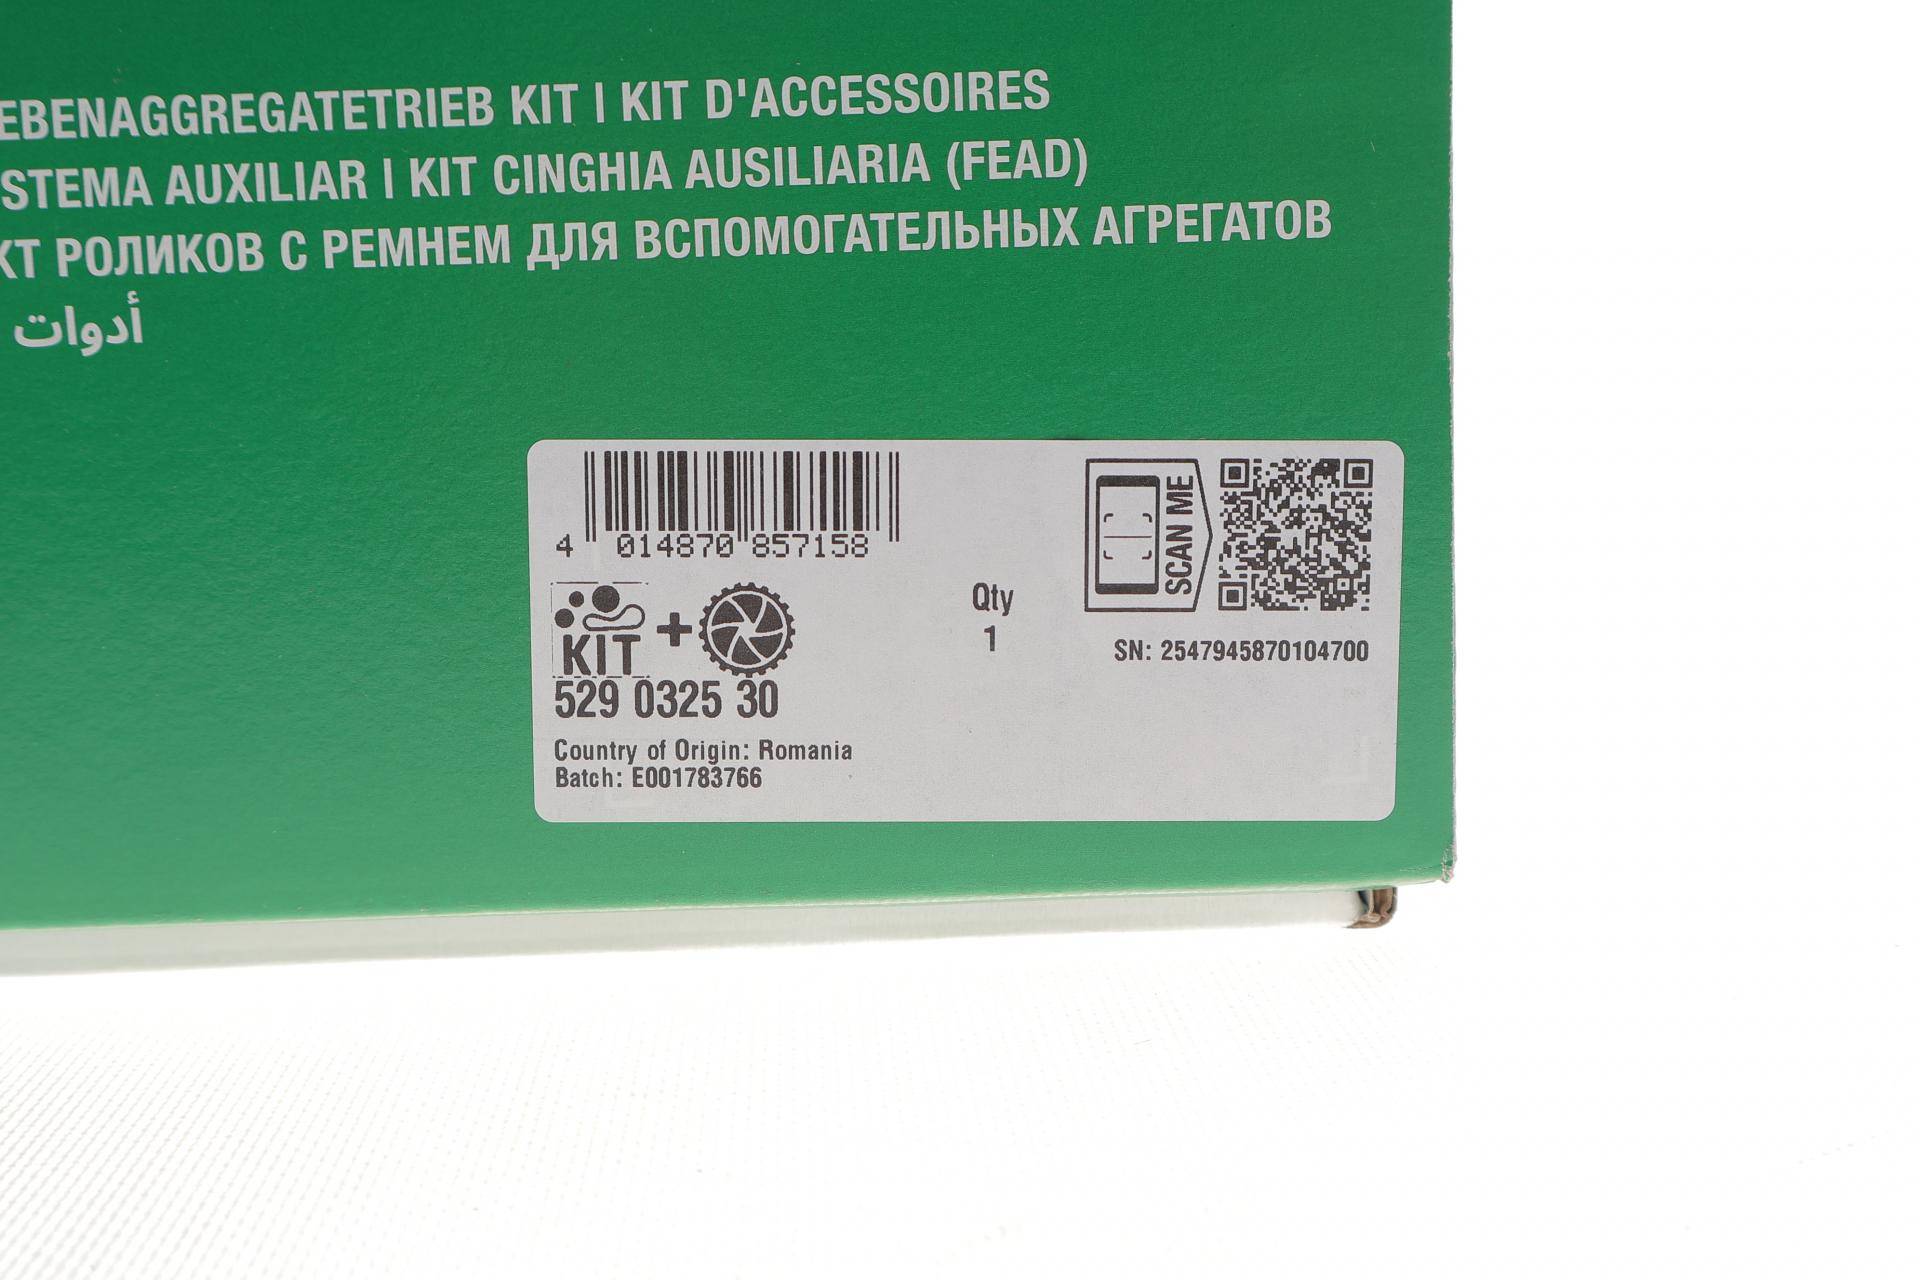 EBENAGGREGATETRIEB KIT | KIT D'ACCESSOIRES
STEMA AUXILIAR | KIT CINGHIA AUSILIARIA (FEAD)
КТ РОЛИКОВ С РЕМНЕМ ДЛЯ ВСПОМОГАТЕЛЬНЫХ АГРЕГАТОВ
أدوات
4 014870 857158
SCAN ME
KIT +
Qty
1
SN: 2547945870104700
529 0325 30
Country of Origin: Romania
Batch: E001783766